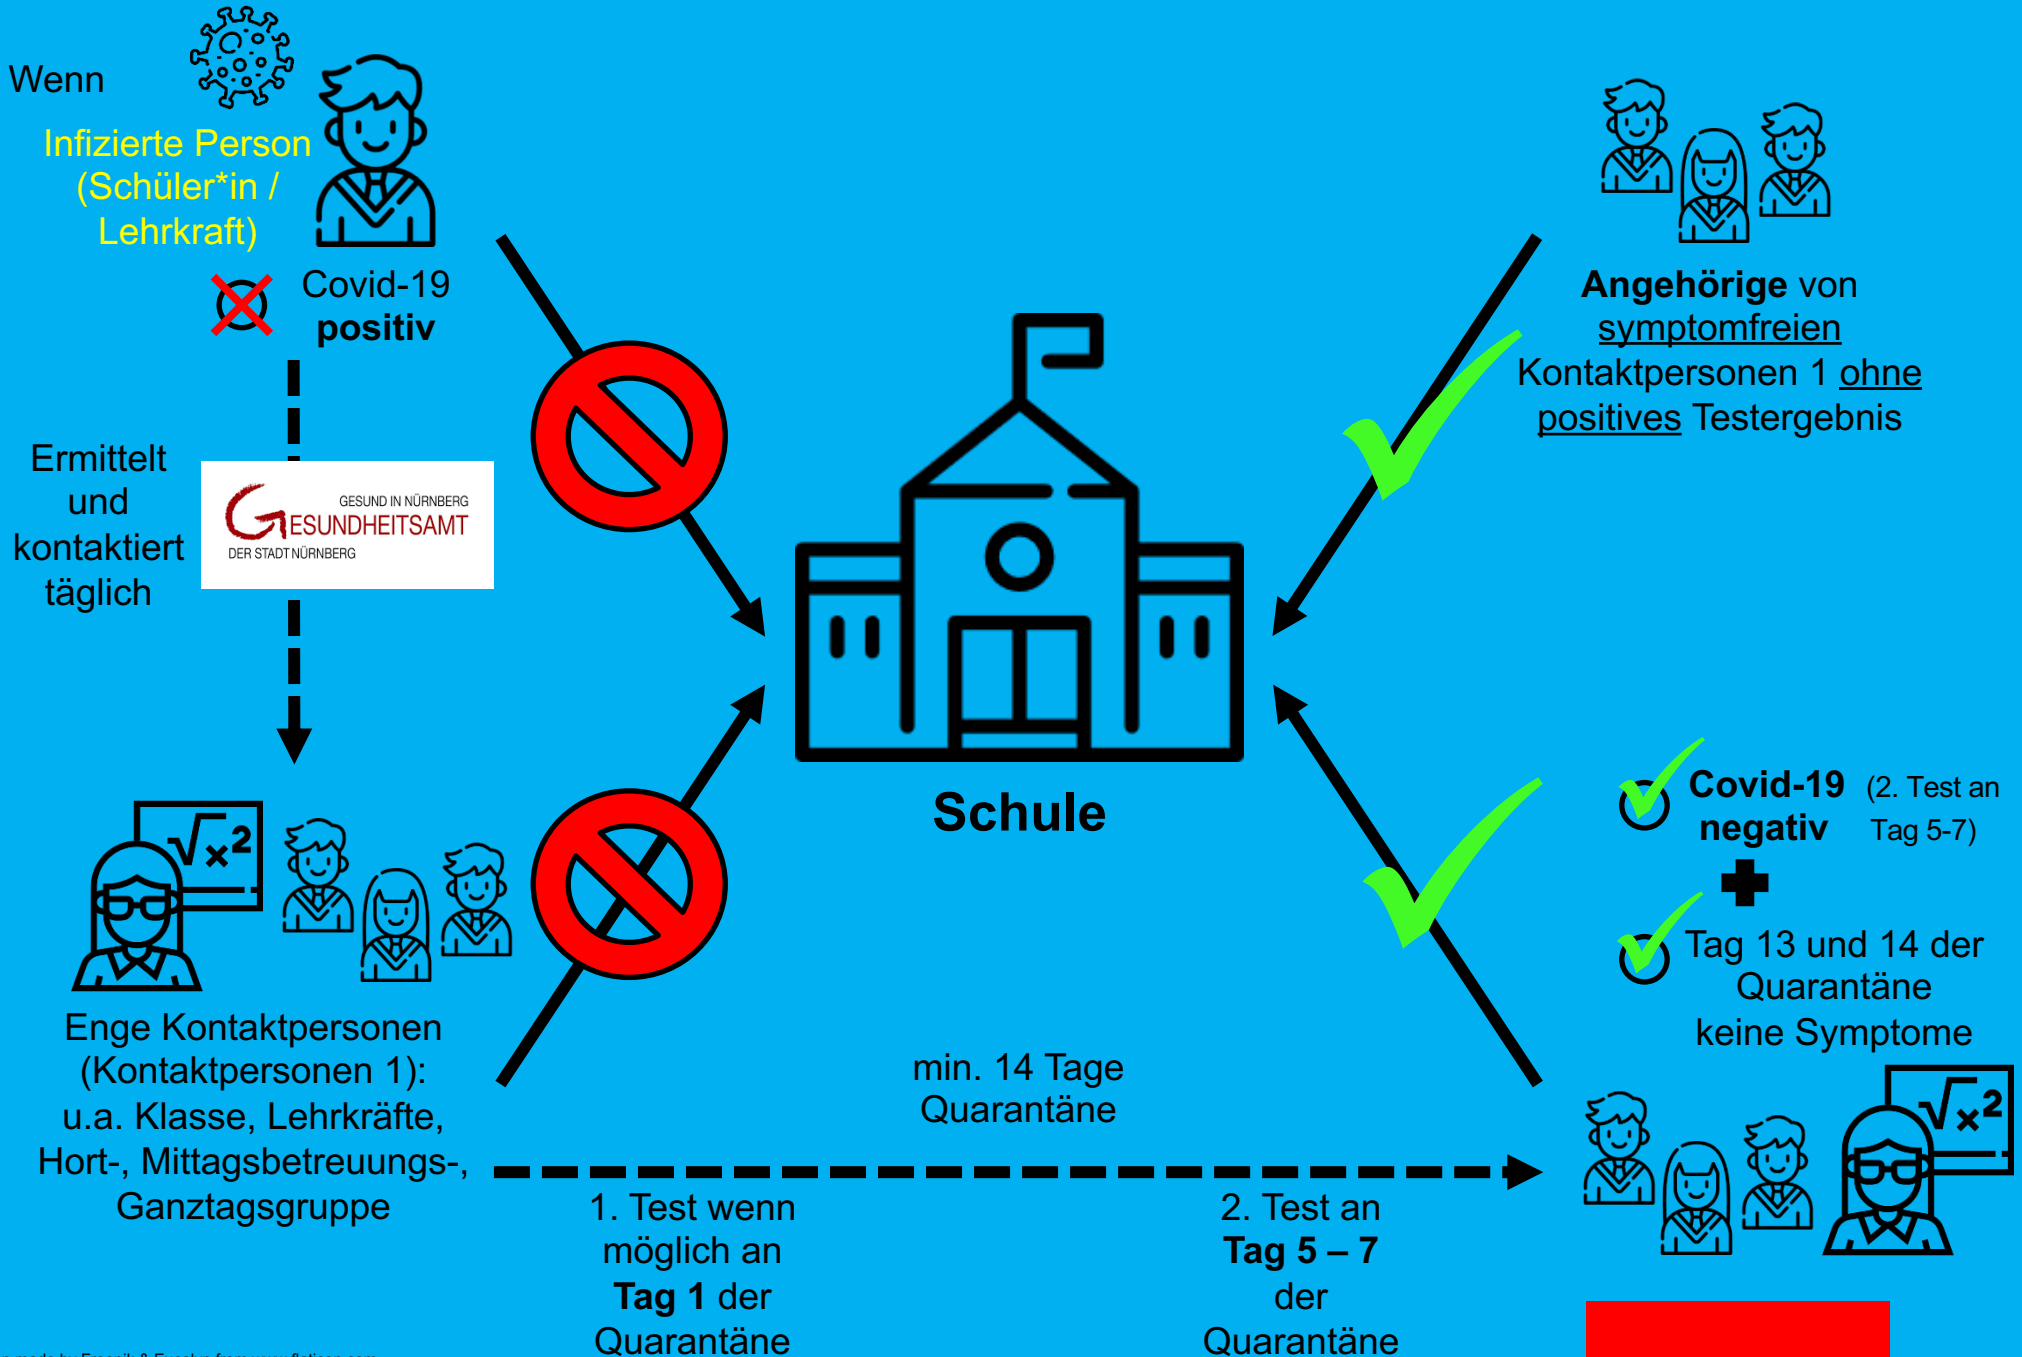 Wenn
Infizierte Person
(Schüler*in /
Lehrkraft)
Covid-19
positiv
Ermittelt
und
kontaktiert
täglich
GESUND IN NÜRNBERG
GESUNDHEITSAMT
DER STADT NÜRNBERG
Enge Kontaktpersonen
(Kontaktpersonen 1):
u.a. Klasse, Lehrkräfte,
Hort-, Mittagsbetreuungs-,
Ganztagsgruppe
√x²
Schule
min. 14 Tage
Quarantäne
1. Test wenn
möglich an
Tag 1 der
Quarantäne
2. Test an
Tag 5 – 7
der
Quarantäne
Angehörige von
symptomfreien
Kontaktpersonen 1 ohne
positives Testergebnis
Covid-19 (2. Test an
negativ Tag 5-7)
Tag 13 und 14 der
Quarantäne
keine Symptome
√x²